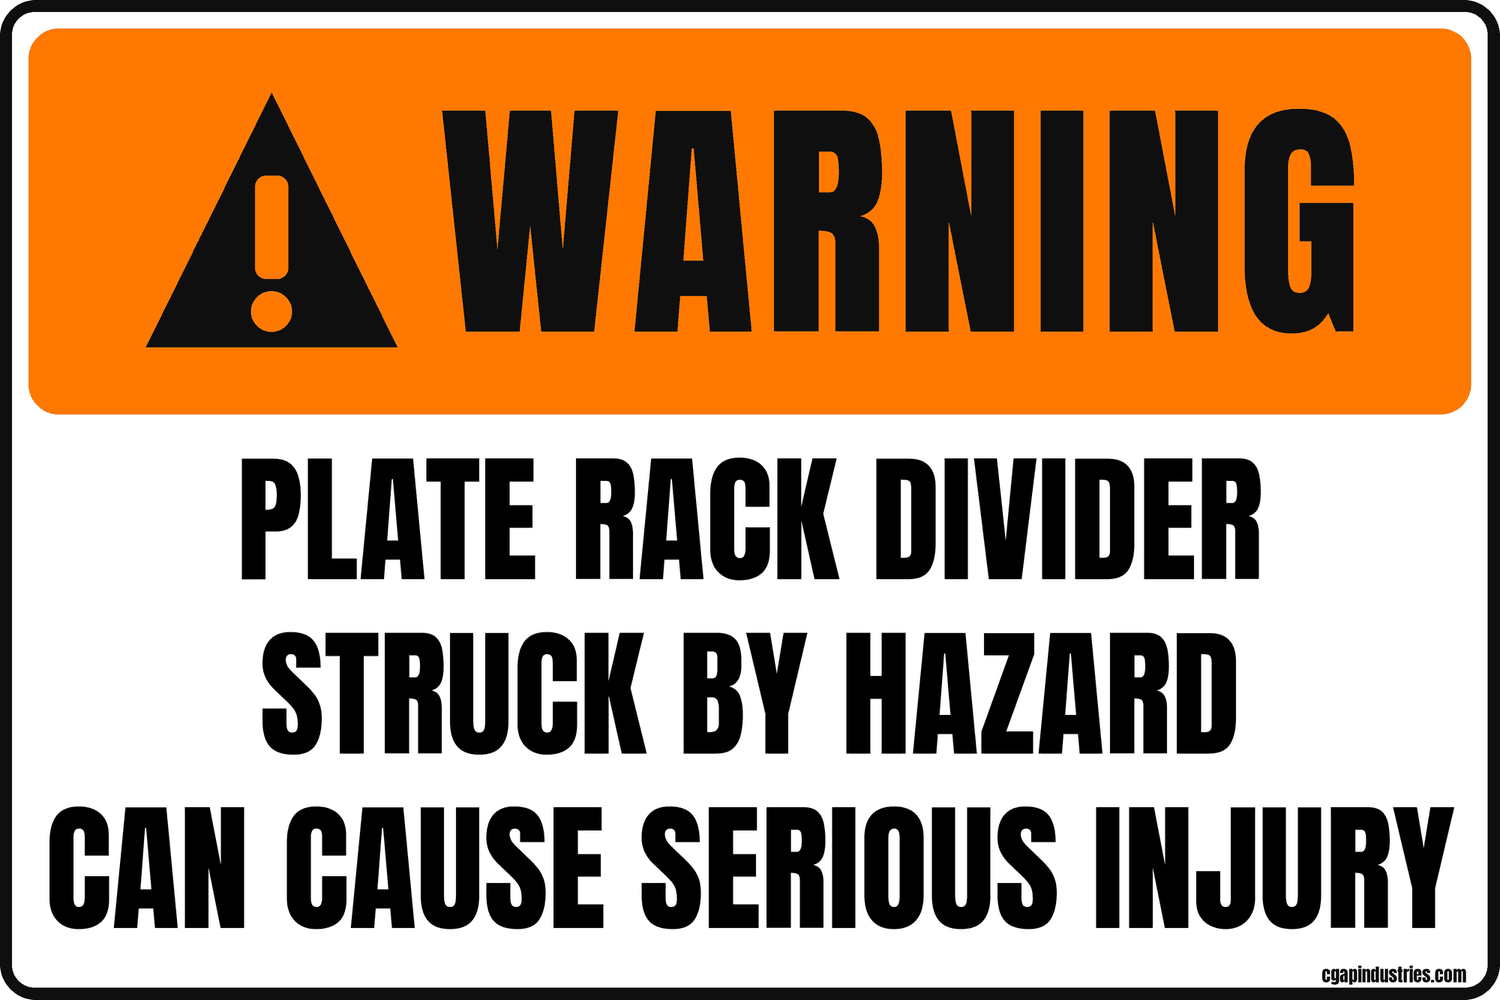 WARNING
PLATE RACK DIVIDER
STRUCK BY HAZARD
CAN CAUSE SERIOUS INJURY
cgapindustries.com